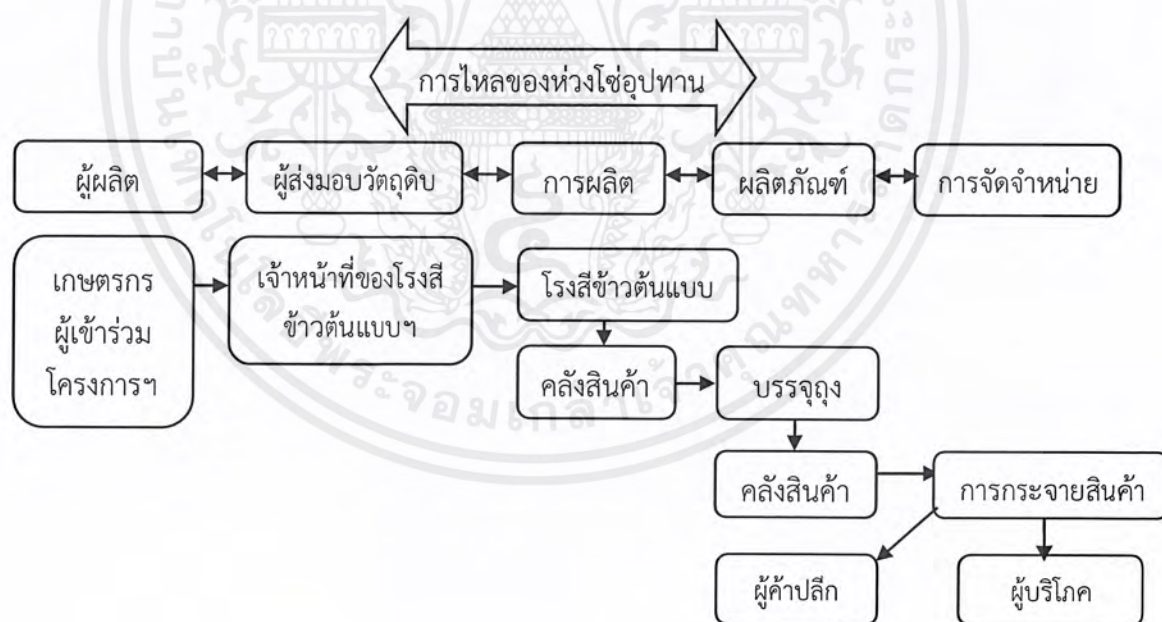 การไหลของห่วงโซ่อุปทาน
ผู้ผลิต
ผู้ส่งมอบวัตถุดิบ
การผลิต
ผลิตภัณฑ์
การจัดจำหน่าย
เกษตรกร
ผู้เข้าร่วม
โครงการฯ
เจ้าหน้าที่ของโรงสี
ข้าวต้นแบบฯ
โรงสีข้าวต้นแบบ
คลังสินค้า
บรรจุถุง
คลังสินค้า
การกระจายสินค้า
ผู้ค้าปลีก
ผู้บริโภค